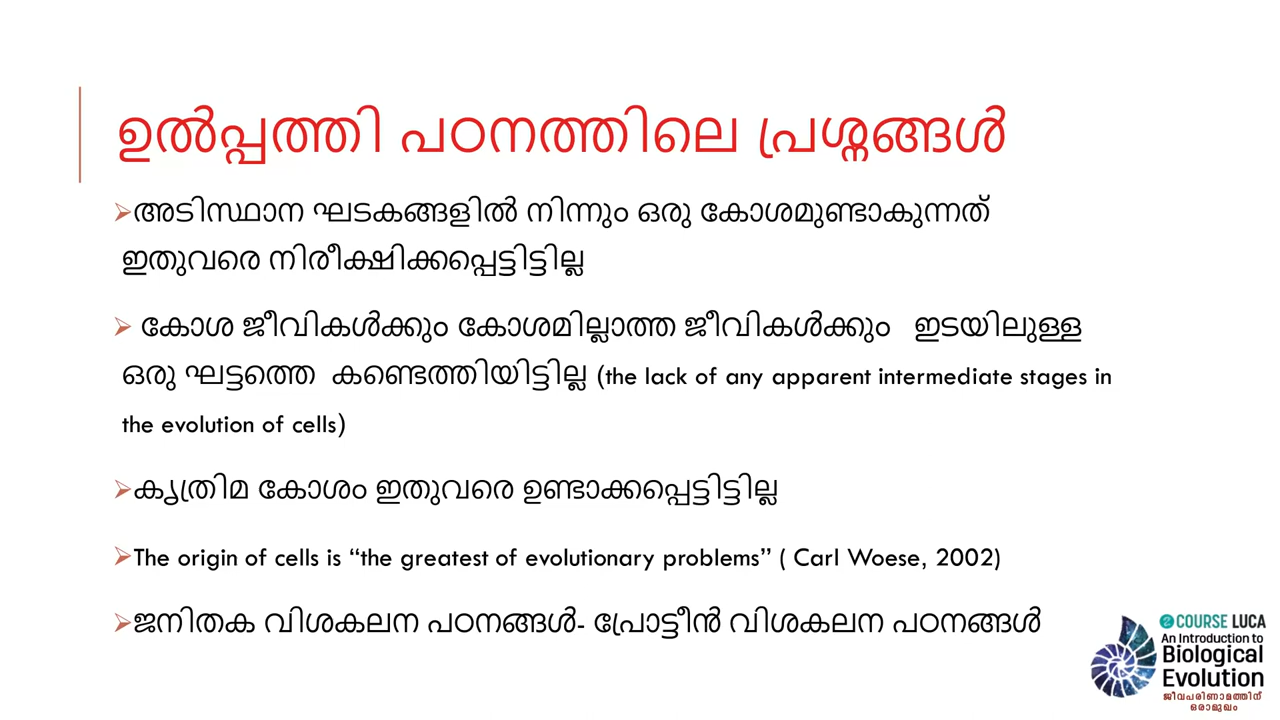 ഉൽപ്പത്തി പഠനത്തിലെ പ്രശ്നങ്ങൾ
➢അടിസ്ഥാന ഘടകങ്ങളിൽ നിന്നും ഒരു കോശമുണ്ടാകുന്നത്
ഇതുവരെ നിരീക്ഷിക്കപ്പെട്ടിട്ടില്ല
➢ കോശ ജീവികൾക്കും കോശമില്ലാത്ത ജീവികൾക്കും ഇടയിലുള്ള
ഒരു ഘട്ടത്തെ കണ്ടെത്തിയിട്ടില്ല (the lack of any apparent intermediate stages in
the evolution of cells)
➢കൃത്രിമ കോശം ഇതുവരെ ഉണ്ടാക്കപ്പെട്ടിട്ടില്ല
➢The origin of cells is “the greatest of evolutionary problems” ( Carl Woese, 2002)
➢ജനിതക വിശകലന പഠനങ്ങൾ- പ്രോട്ടീൻ വിശകലന പഠനങ്ങൾ
COURSE LUCA
An Introduction to
Biological
Evolution
ജീവപരിണാമത്തിന്
ഒരാമുഖം